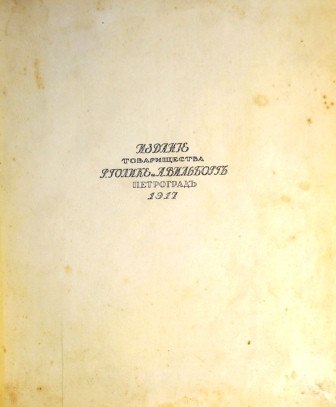 ИЗДАНІЕ
ТОВАРИЩЕСТВА
Р.ГОЛИКЕ и А.ВИЛЬБОРГЪ
ПЕТРОГРАДЪ
1917